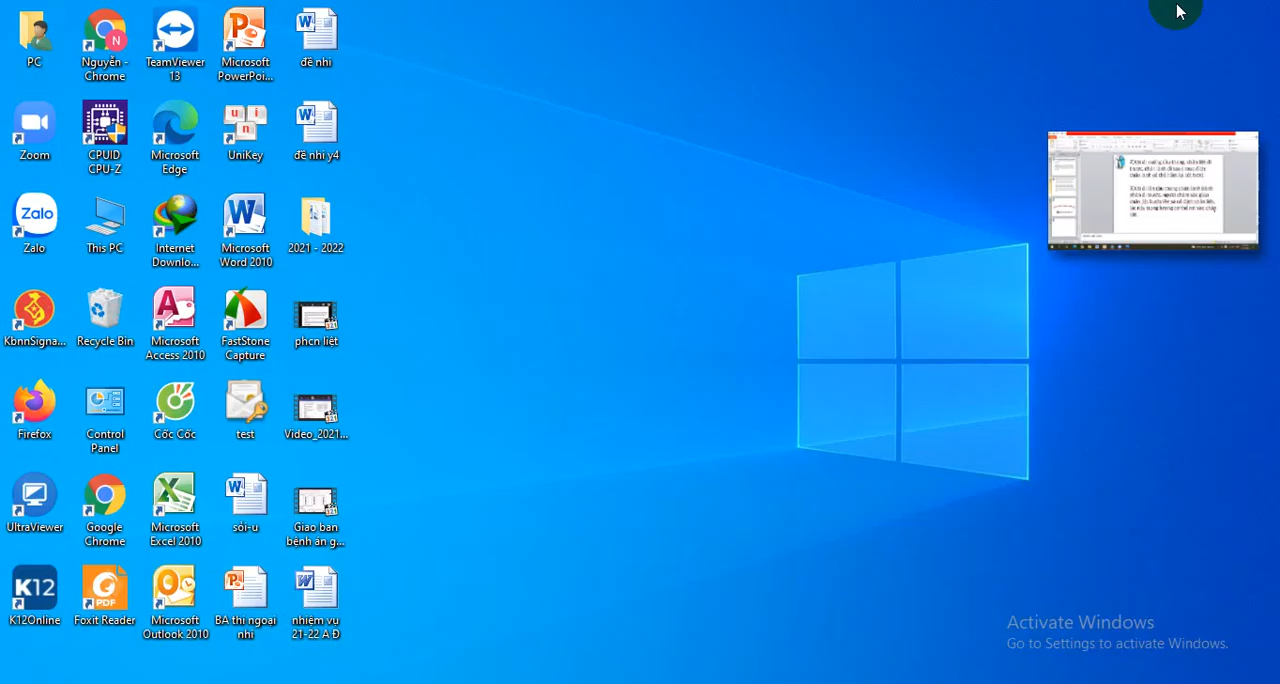 PC
Nguyễn -
Chrome
TeamViewer
13
Microsoft
PowerPoi...
đề nhi
Zoom
CPUID
CPU-Z
Microsoft
Edge
UniKey
đề nhi y4
Zalo
Zalo
This PC
Internet
Downlo...
Microsoft
Word 2010
2021 - 2022
KbnnSigna...
Recycle Bin
Microsoft
Access 2010
FastStone
Capture
phcn liệt
Firefox
Control
Panel
Cốc Cốc
test
Video_2021...
UltraViewer
Google
Chrome
Microsoft
Excel 2010
sỏi-u
Giao ban
bệnh án g...
K12
K12Online
PDF
Foxit Reader
Microsoft
Outlook 2010
BA thi ngoại
nhi
nhiệm vụ
21-22 A Đ
Activate Windows
Go to Settings to activate Windows.